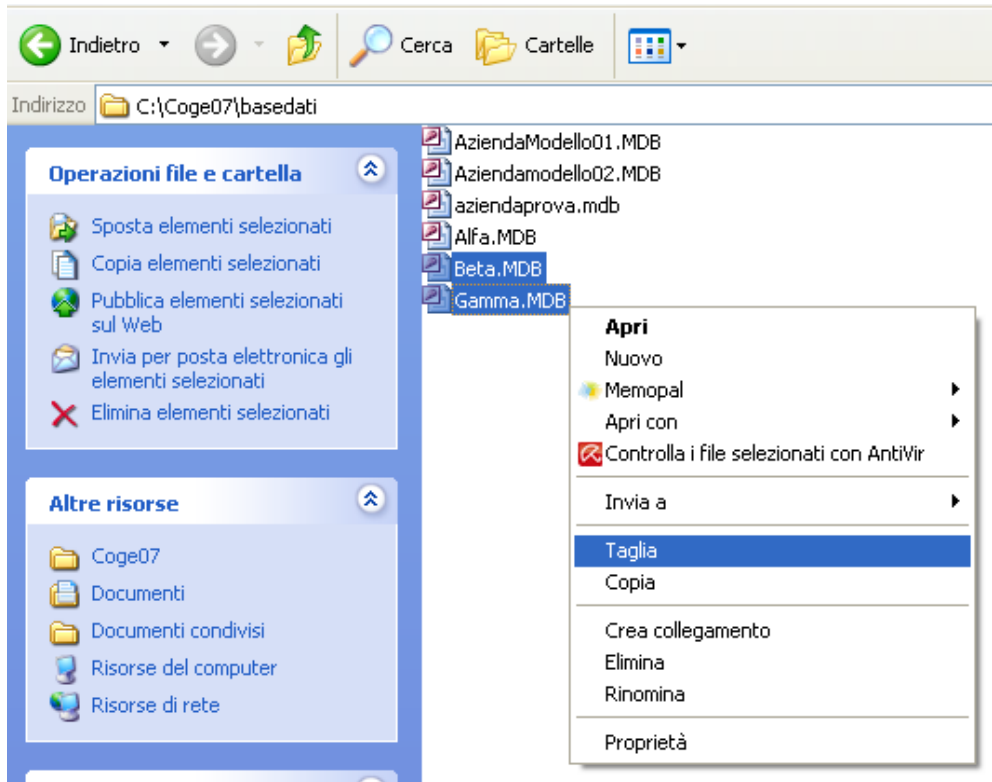 Indietro
Cerca
Cartelle
Indirizzo C:\Coge07\basedati
Operazioni file e cartella
Sposta elementi selezionati
Copia elementi selezionati
Pubblica elementi selezionati
sul Web
Invia per posta elettronica gli
elementi selezionati
Elimina elementi selezionati
Altre risorse
Coge07
Documenti
Documenti condivisi
Risorse del computer
Risorse di rete
AziendaModello01.MDB
Aziendamodello02.MDB
aziendaprova.mdb
Alfa.MDB
Beta.MDB
Gamma.MDB
Apri
Nuovo
Memopal
Apri con
Controlla i file selezionati con AntiVir
Invia a
Taglia
Copia
Crea collegamento
Elimina
Rinomina
Proprietà